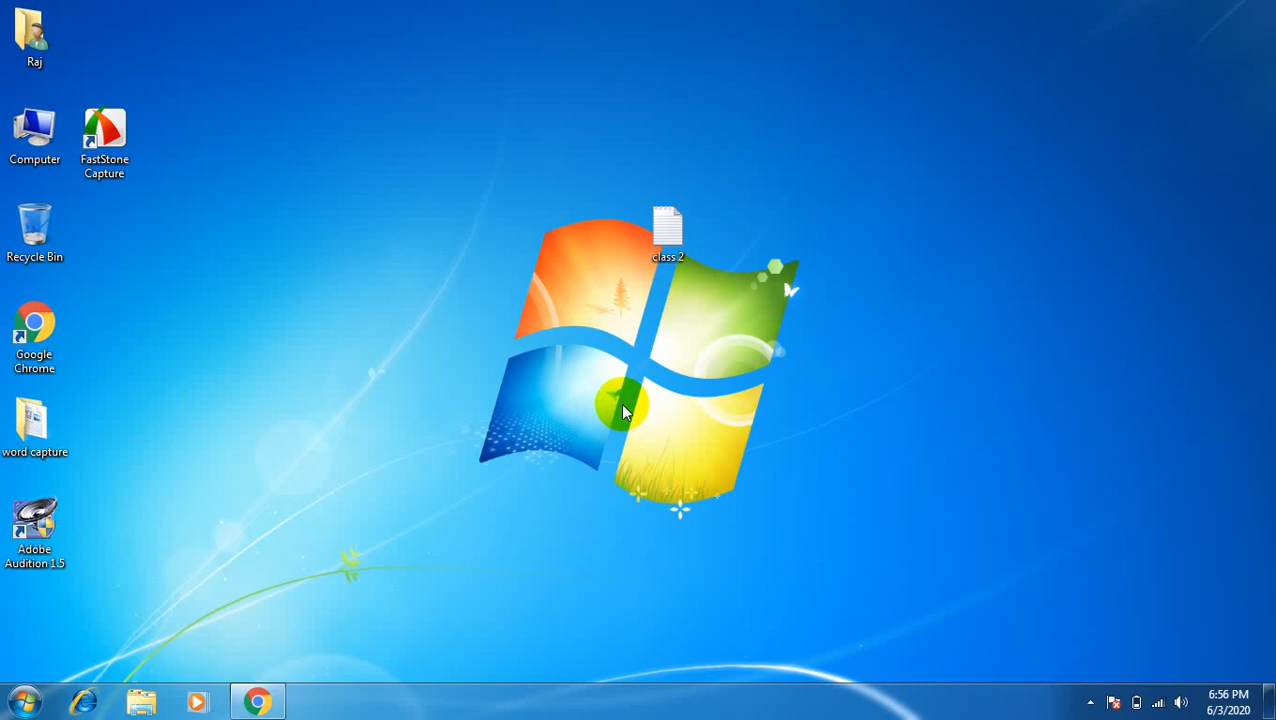 Raj
Computer
FastStone
Capture
Recycle Bin
class 2
Google
Chrome
word capture
Adobe
Audition 1.5
6:56 PM
6/3/2020